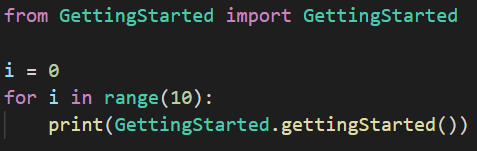 from GettingStarted import GettingStarted
i = 0
for i in range(10):
    print(GettingStarted.gettingStarted())